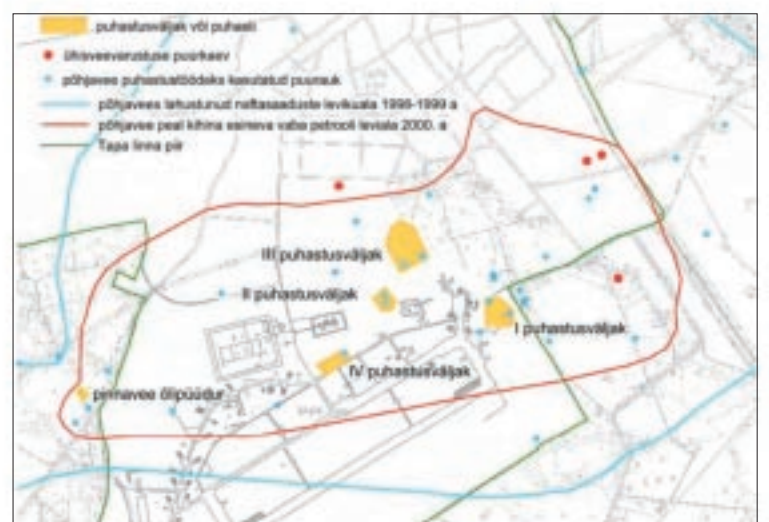 puhastusväljak või puhasti
ühisveevarustuse puurkaev
põhjavee puhastustöödeks kasutatud puurauk
põhjavees lahustunud naftasaaduste levikuala 1998-1999 a
põhjavee peal kihina esineva vaba petrooli leviala 2000. a
Tapa linna piir
III puhastusväljak
II puhastusväljak
I puhastusväljak
IV puhastusväljak
pinnavee õlipüüdur